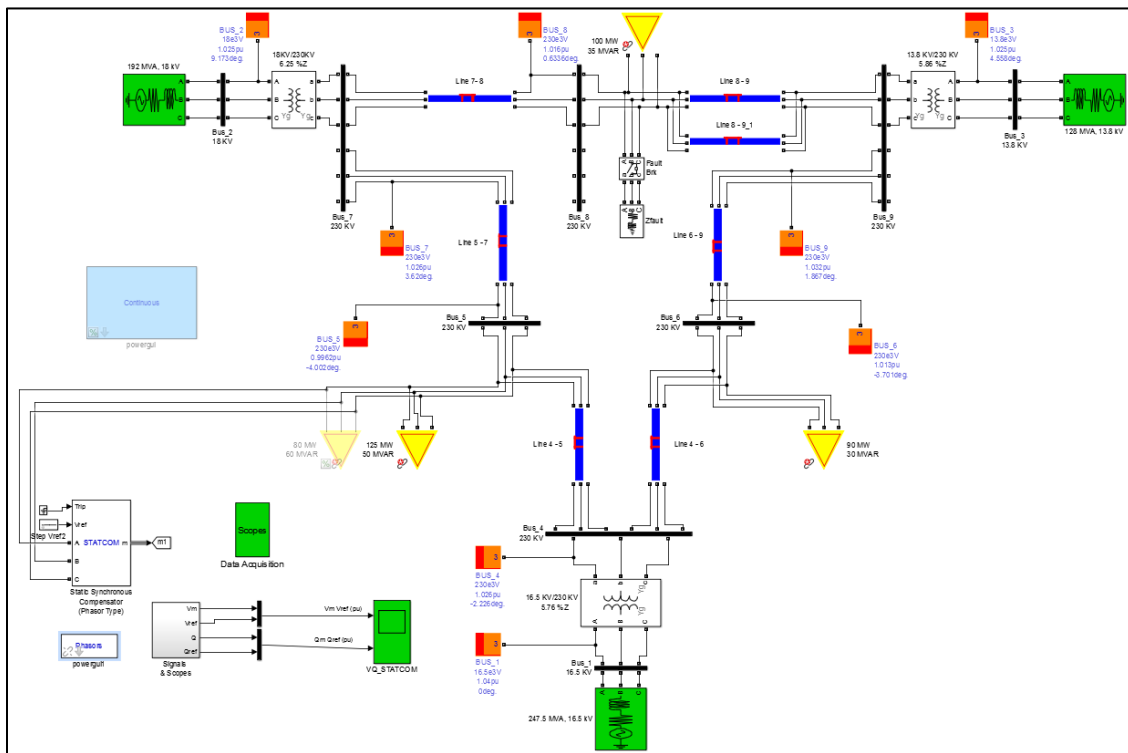 BUS_2
18e3V
1.025pu
9.173deg.
18KV/230KV
6.25 %Z
192 MVA, 18 kV
Bus_2
18 KV
BUS_8
230e3V
1.016pu
0.6336deg.
100 MW
35 MVAR
Line 7-8
Line 8 -9
Line 8 -9_1
BUS_3
13.8e3V
1.025pu
4.558deg.
13.8 KV/230 KV
5.86 %Z
Bus_3
13.8 KV
128 MVA, 13.8 kV
Fault
Brk
Zfault
Bus_7
230 KV
Bus_8
230 KV
Bus_9
230 KV
BUS_7
230e3V
1.026pu
3.62deg.
Line 5 -7
Line 6 -9
BUS_9
230e3V
1.032pu
1.867deg.
Continuous
powergui
BUS_5
230e3V
0.9962pu
-4.002deg.
Bus_5
230 KV
Bus_6
230 KV
BUS_6
230e3V
1.013pu
-3.701deg.
80 MW
60 MVAR
125 MW
50 MVAR
Line 4 -5
Line 4 -6
90 MW
30 MVAR
Trip
Vref
A
B
C
STATCOM
m
m1
Step Vref2
Static Synchronous
Compensator
(Phasor Type)
Scopes
Data Acquisition
Bus_4
230 KV
BUS_4
230e3V
1.026pu
-2.226deg.
16.5 KV/230 KV
5.76 %Z
Phasors
powergui1
Vm
Vref
Q
Qref
Signals
& Scopes
Vm Vref (pu)
Qm Qref (pu)
VQ_STATCOM
BUS_1
16.5e3V
1.04pu
0deg.
Bus_1
16.5 KV
247.5 MVA, 16.5 kV